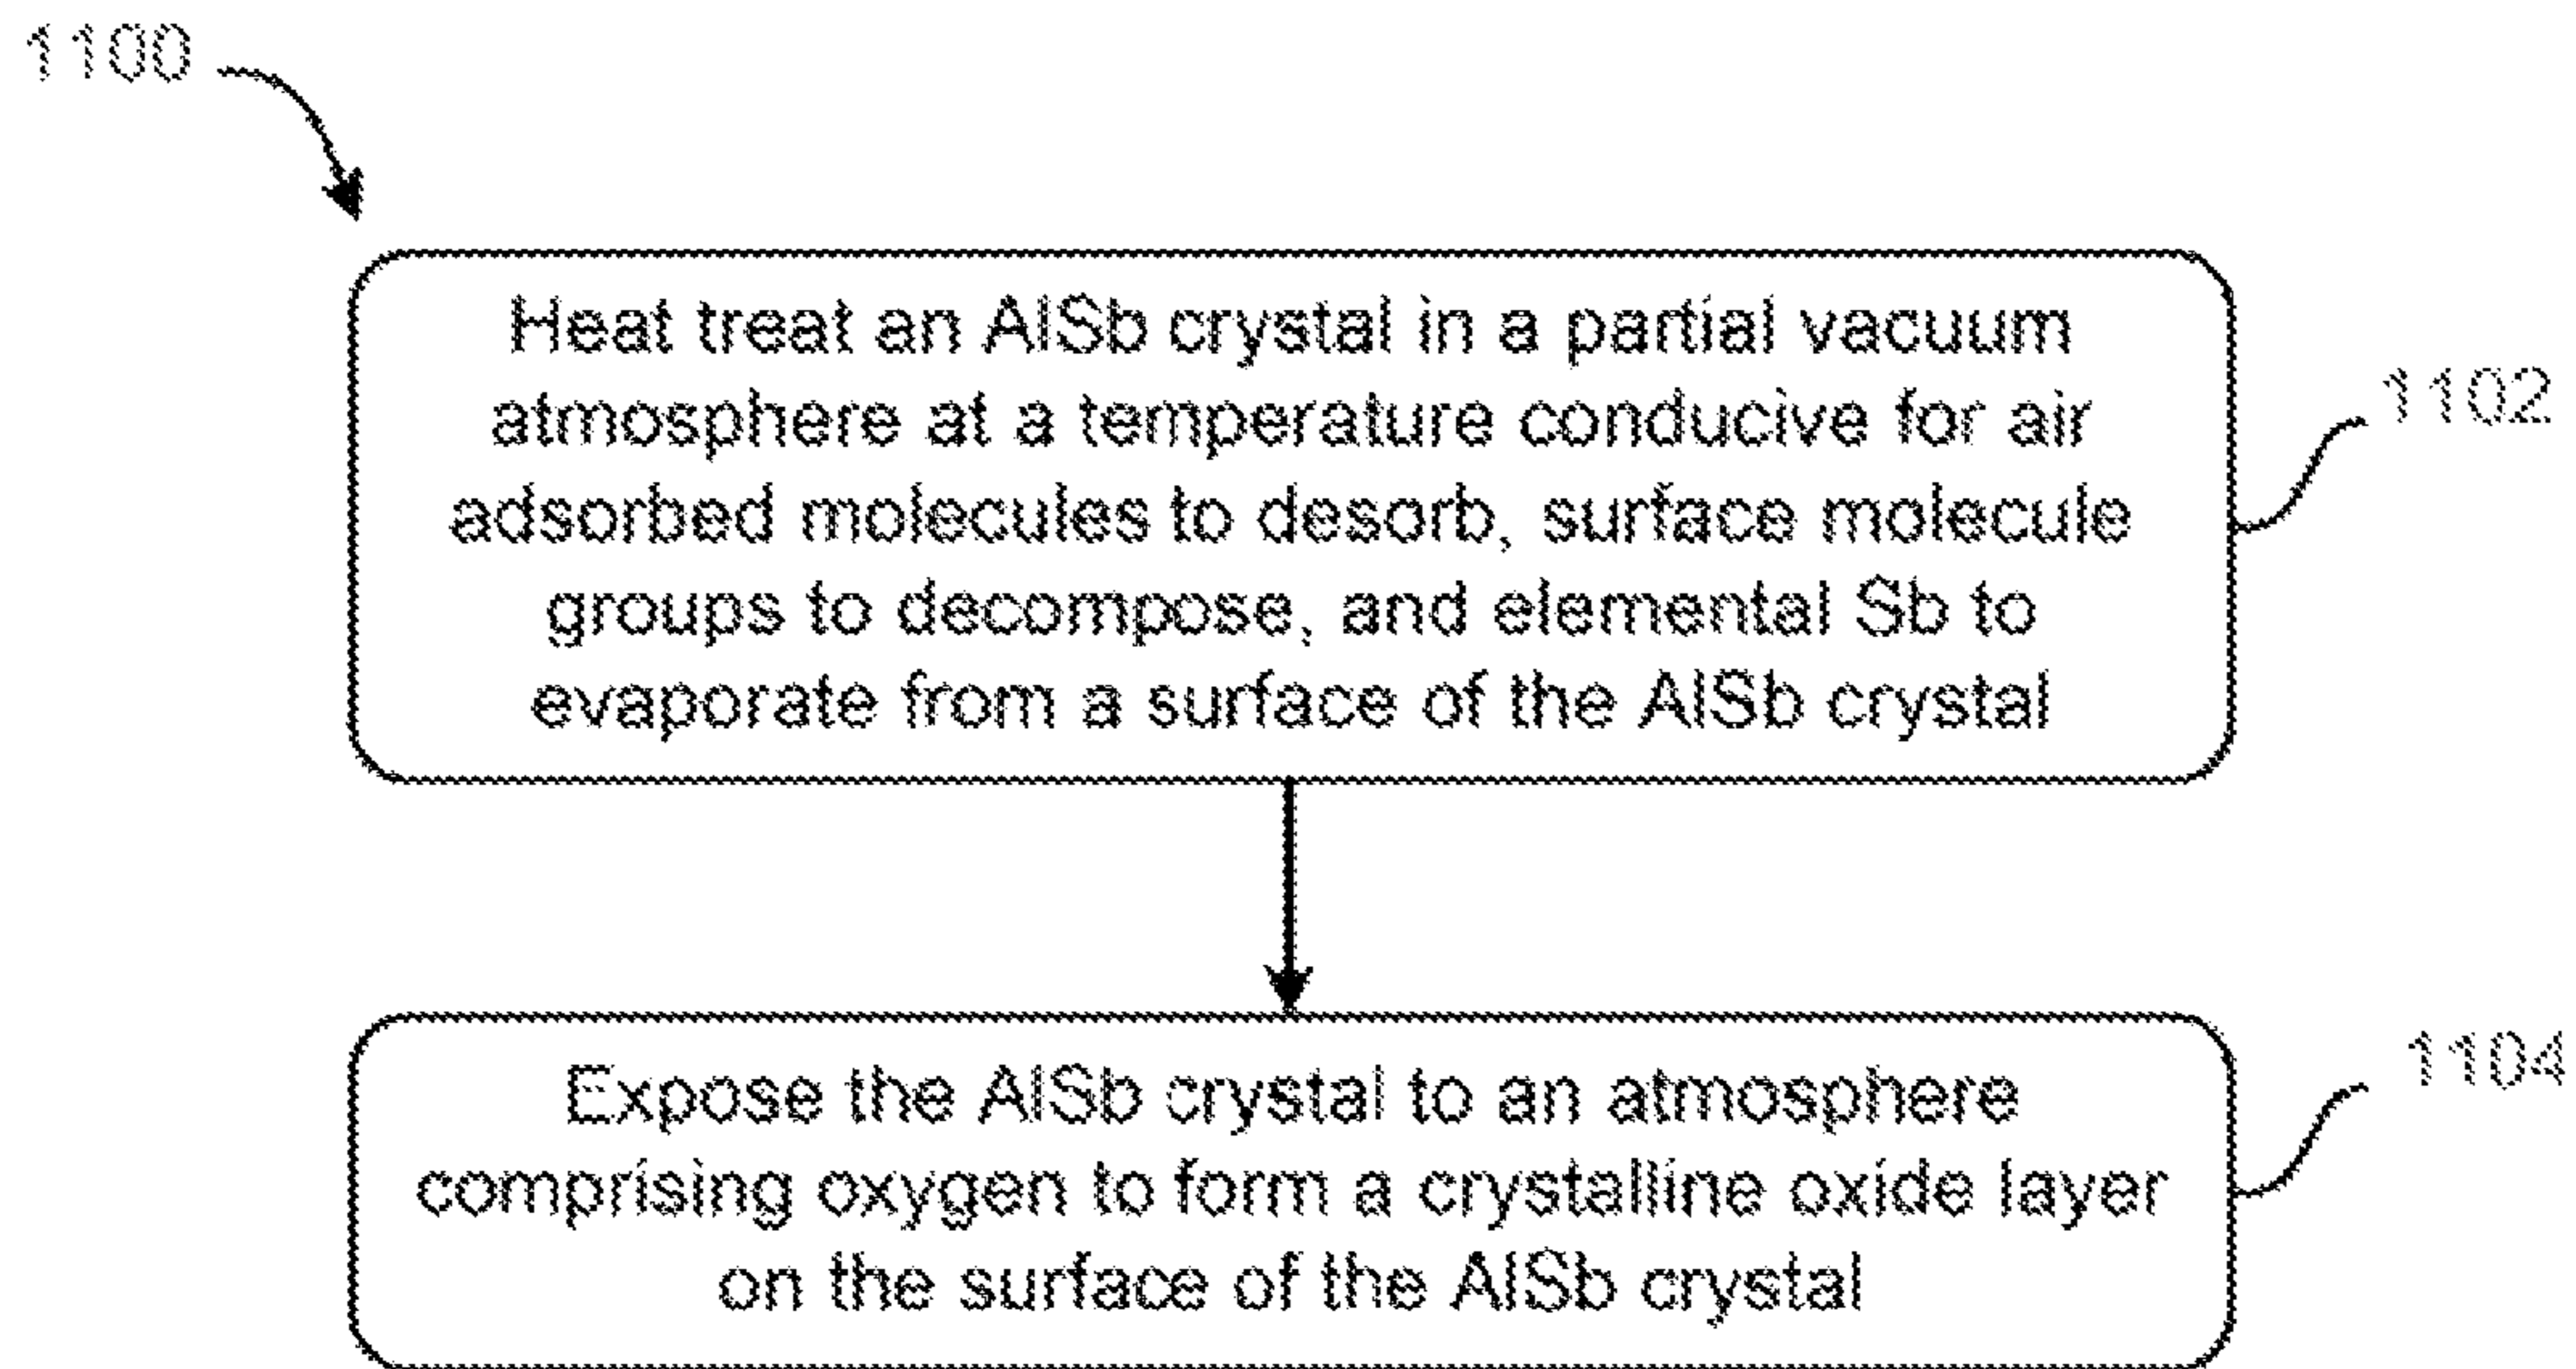 1100
Heat treat an AlSb crystal in a partial vacuum
atmosphere at a temperature conducive for air
adsorbed molecules to desorb, surface molecule
groups to decompose, and elemental Sb to
evaporate from a surface of the AlSb crystal
1102
Expose the AlSb crystal to an atmosphere
comprising oxygen to form a crystalline oxide layer
on the surface of the AlSb crystal
1104